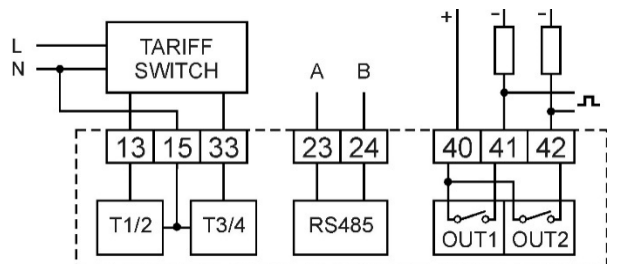 + - -
L TARIFF
N SWITCH
A B
13 15 33 23 24 40 41 42
T1/2 T3/4 RS485 OUT1 OUT2